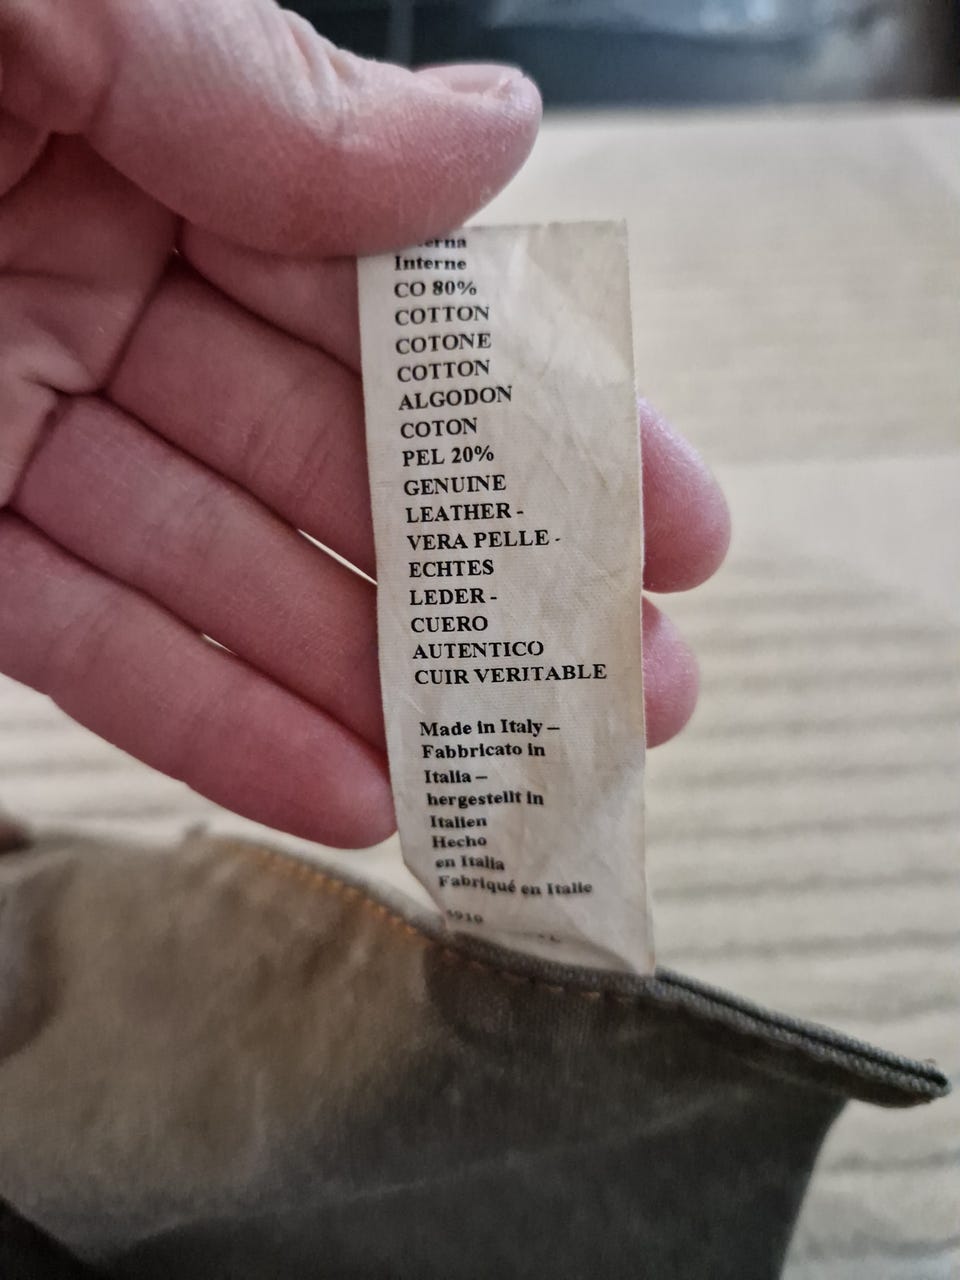 Interne
CO 80%
COTTON
COTONE
COTTON
ALGODON
COTON
PEL 20%
GENUINE
LEATHER -
VERA PELLE -
ECHTES
LEDER -
CUERO
AUTENTICO
CUIR VERITABLE
Made in Italy –
Fabbricato in
Italia –
hergestellt in
Italien
Hecho
en Italia
Fabriqué en Italie